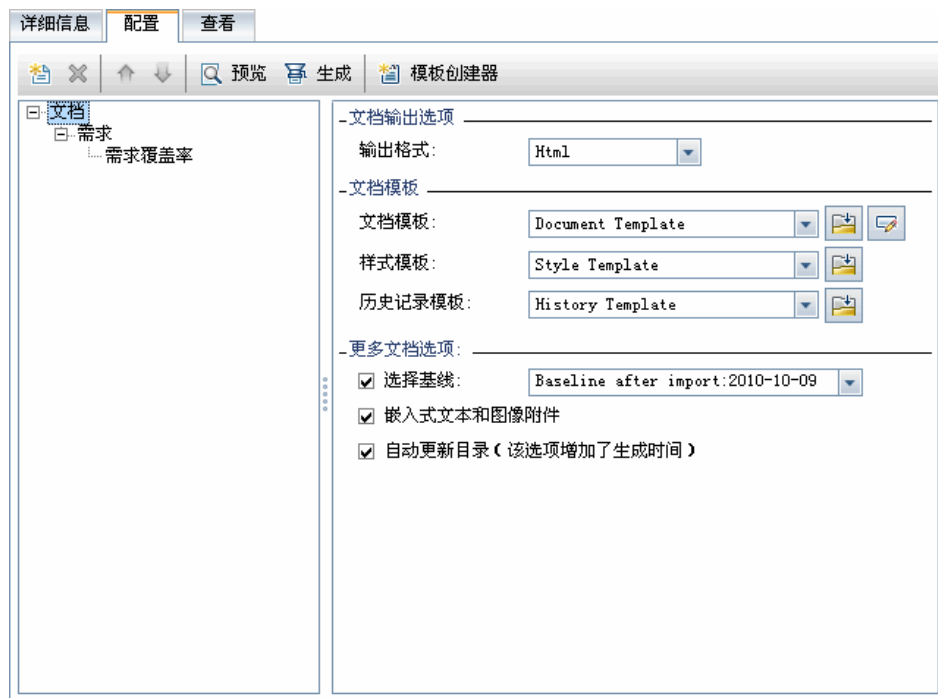 详细信息 配置 查看
预览 生成 模板创建器
文档
需求
需求覆盖率
文档输出选项
输出格式: Html
文档模板
文档模板: Document Template
样式模板: Style Template
历史记录模板: History Template
更多文档选项:
选择基线: Baseline after import:2010-10-09
嵌入式文本和图像附件
自动更新目录(该选项增加了生成时间)